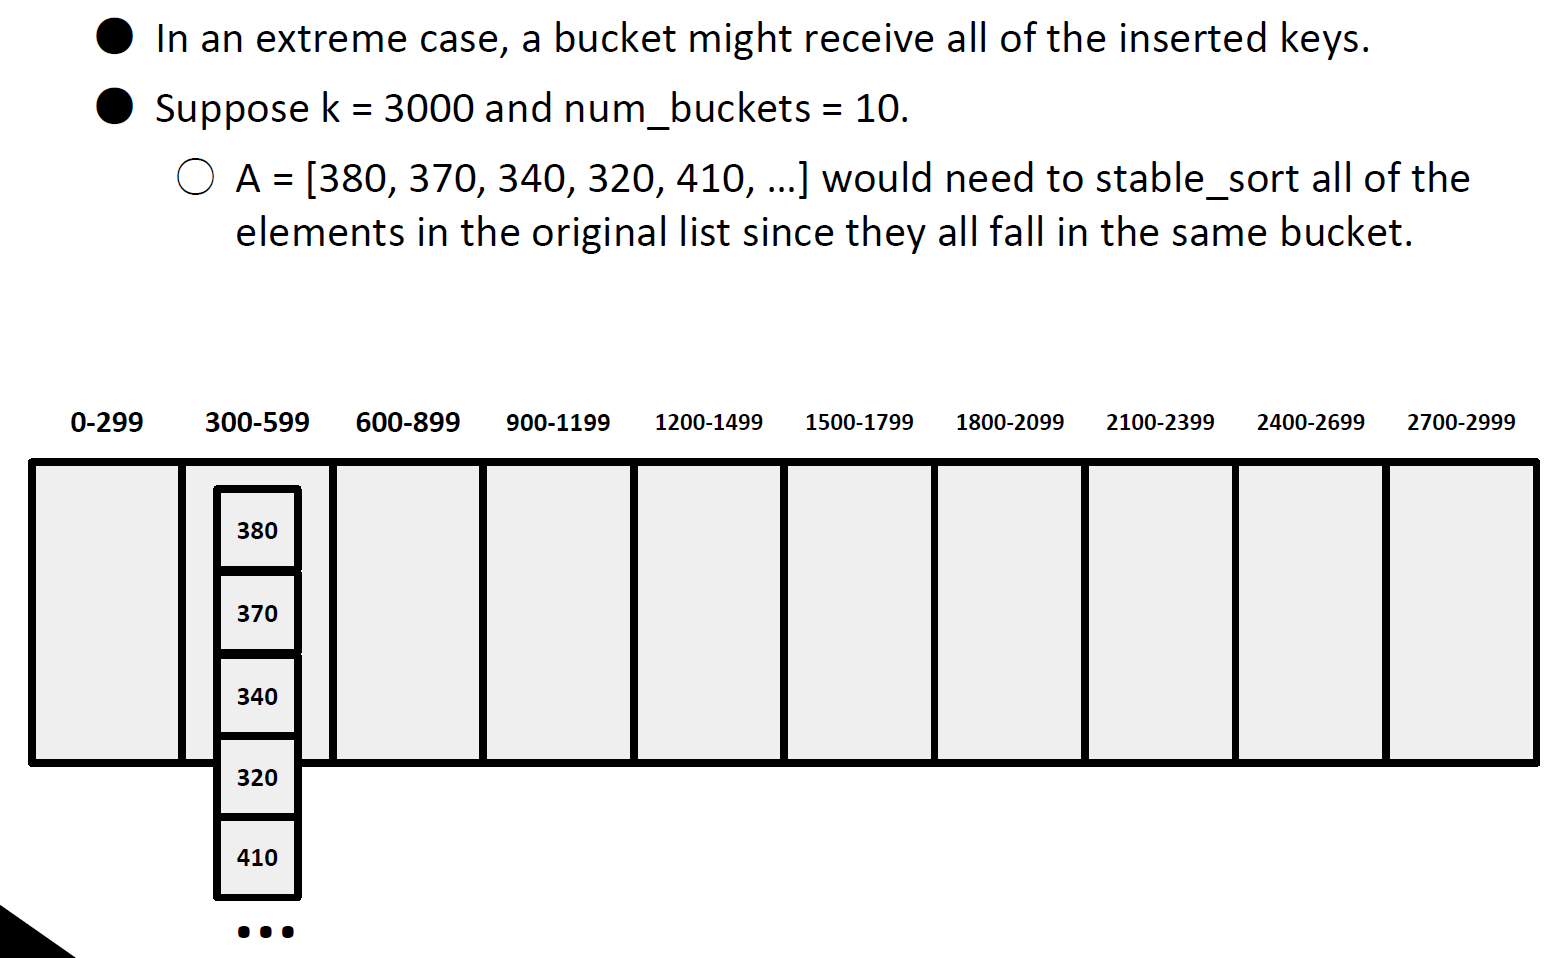 ● In an extreme case, a bucket might receive all of the inserted keys.
● Suppose k = 3000 and num_buckets = 10.
○ A = [380, 370, 340, 320, 410, ...] would need to stable_sort all of the
elements in the original list since they all fall in the same bucket.
0-299 300-599 600-899 900-1199 1200-1499 1500-1799 1800-2099 2100-2399 2400-2699 2700-2999
380
370
340
320
410
...